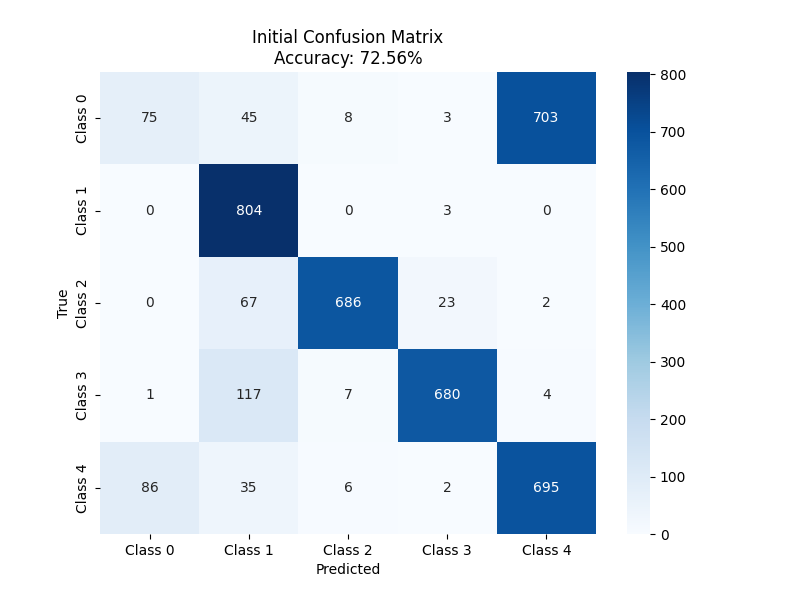 Initial Confusion Matrix
Accuracy: 72.56%
Class 0
75 45 8 3 703
Class 1
0 804 0 3 0
Class 2
0 67 686 23 2
Class 3
1 117 7 680 4
Class 4
86 35 6 2 695
True
Class 0 Class 1 Class 2 Class 3 Class 4
Predicted
800
700
600
500
400
300
200
100
0